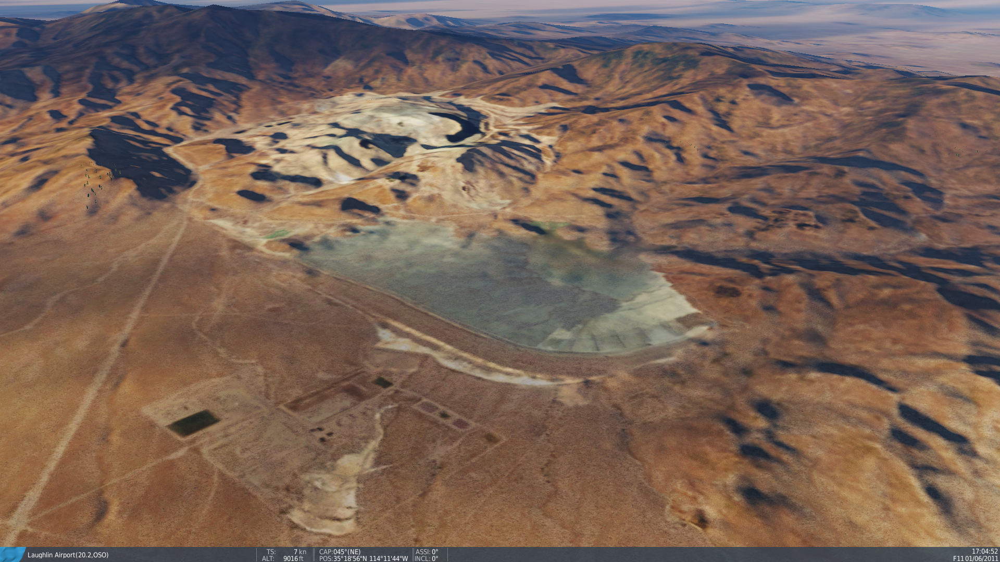 Laughlin Airport(20.2,OSO)
TS: 7 kn
ALT: 9016 ft
CAP:045°(NE)
POS:35°18'56"N 114°11'44"W
ASSI: 0°
INCL: 0°
17:04:52
F11 01/06/2011